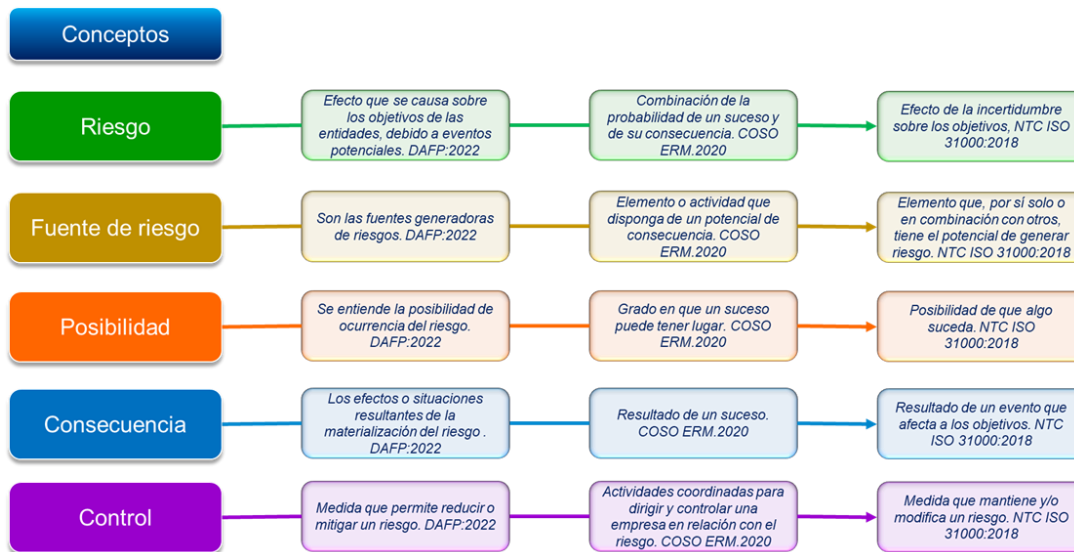 Conceptos
Riesgo
Efecto que se causa sobre
los objetivos de las
entidades, debido a eventos
potenciales. DAFP:2022
Combinación de la
probabilidad de un suceso y
de su consecuencia. COSO
ERM.2020
Efecto de la incertidumbre
sobre los objetivos, NTC ISO
31000:2018
Fuente de riesgo
Son las fuentes generadoras
de riesgos. DAFP:2022
Elemento o actividad que
disponga de un potencial de
consecuencia. COSO
ERM.2020
Elemento que, por si solo o
en combinación con otros,
tiene el potencial de generar
riesgo. NTC ISO 31000:2018
Posibilidad
Se entiende la posibilidad de
ocurrencia del riesgo.
DAFP:2022
Grado en que un suceso
puede tener lugar. COSO
ERM.2020
Posibilidad de que algo
suceda. NTC ISO
31000:2018
Consecuencia
Los efectos o situaciones
resultantes de la
materialización del riesgo .
DAFP:2022
Resultado de un suceso.
COSO ERM.2020
Resultado de un evento que
afecta a los objetivos. NTC
ISO 31000:2018
Control
Medida que permite reducir o
mitigar un riesgo. DAFP:2022
Actividades coordinadas para
dirigir y controlar una
empresa en relación con el
riesgo. COSO ERM.2020
Medida que mantiene y/o
modifica un riesgo. NTC ISO
31000:2018